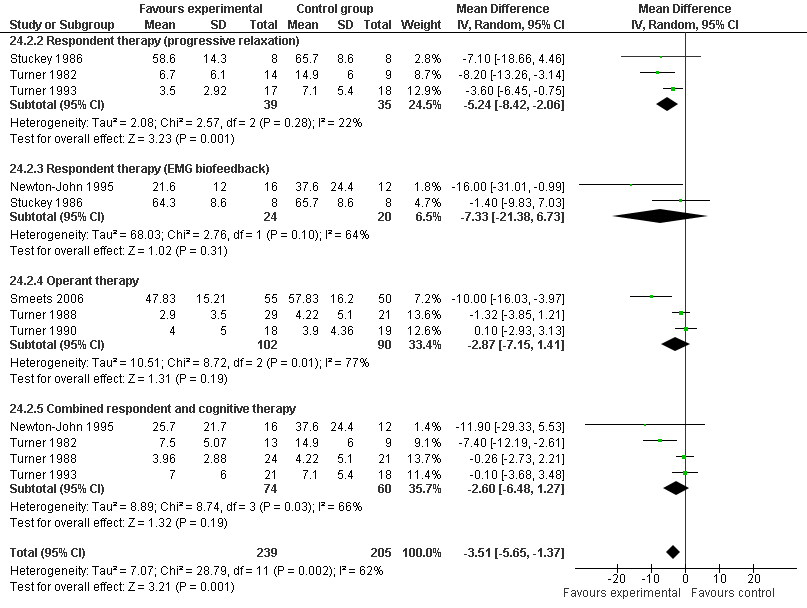 Favours experimental Control group Mean Difference Mean Difference
Study or Subgroup Mean SD Total Mean SD Total Weight IV, Random, 95% CI IV, Random, 95% CI
24.2.2 Respondent therapy (progressive relaxation)
Stuckey 1986 58.6 14.3 8 65.7 8.6 8 2.8% -7.10 [-18.66, 4.46]
Turner 1982 6.7 6.1 14 14.9 6 9 8.7% -8.20 [-13.26, -3.14]
Turner 1993 3.5 2.92 17 7.1 5.4 18 12.9% -3.60 [-6.45, -0.75]
Subtotal (95% CI) 39 35 24.5% -5.24 [-8.42, -2.06]
Heterogeneity: Tau² = 2.08; Chi² = 2.57, df = 2 (P = 0.28); I² = 22%
Test for overall effect: Z = 3.23 (P = 0.001)
24.2.3 Respondent therapy (EMG biofeedback)
Newton-John 1995 21.6 12 16 37.6 24.4 12 1.8% -16.00 [-31.01, -0.99]
Stuckey 1986 64.3 8.6 8 65.7 8.6 8 4.7% -1.40 [-9.83, 7.03]
Subtotal (95% CI) 24 20 6.5% -7.33 [-21.38, 6.73]
Heterogeneity: Tau² = 68.03; Chi² = 2.76, df = 1 (P = 0.10); I² = 64%
Test for overall effect: Z = 1.02 (P = 0.31)
24.2.4 Operant therapy
Smeets 2006 47.83 15.21 55 57.83 16.2 50 7.2% -10.00 [-16.03, -3.97]
Turner 1988 2.9 3.5 29 4.22 5.1 21 13.6% -1.32 [-3.85, 1.21]
Turner 1990 4 5 18 3.9 4.36 19 12.6% 0.10 [-2.93, 3.13]
Subtotal (95% CI) 102 90 33.4% -2.87 [-7.15, 1.41]
Heterogeneity: Tau² = 10.51; Chi² = 8.72, df = 2 (P = 0.01); I² = 77%
Test for overall effect: Z = 1.31 (P = 0.19)
24.2.5 Combined respondent and cognitive therapy
Newton-John 1995 25.7 21.7 16 37.6 24.4 12 1.4% -11.90 [-29.33, 5.53]
Turner 1982 7.5 5.07 13 14.9 6 9 9.1% -7.40 [-12.19, -2.61]
Turner 1988 3.96 2.88 24 4.22 5.1 21 13.7% -0.26 [-2.73, 2.21]
Turner 1993 7 6 21 7.1 5.4 18 11.4% -0.10 [-3.68, 3.48]
Subtotal (95% CI) 74 60 35.7% -2.60 [-6.48, 1.27]
Heterogeneity: Tau² = 8.89; Chi² = 8.74, df = 3 (P = 0.03); I² = 66%
Test for overall effect: Z = 1.32 (P = 0.19)
Total (95% CI) 239 205 100.0% -3.51 [-5.65, -1.37]
Heterogeneity: Tau² = 7.07; Chi² = 28.79, df = 11 (P = 0.002); I² = 62%
Test for overall effect: Z = 3.21 (P = 0.001)
-20 -10 0 10 20
Favours experimental Favours control